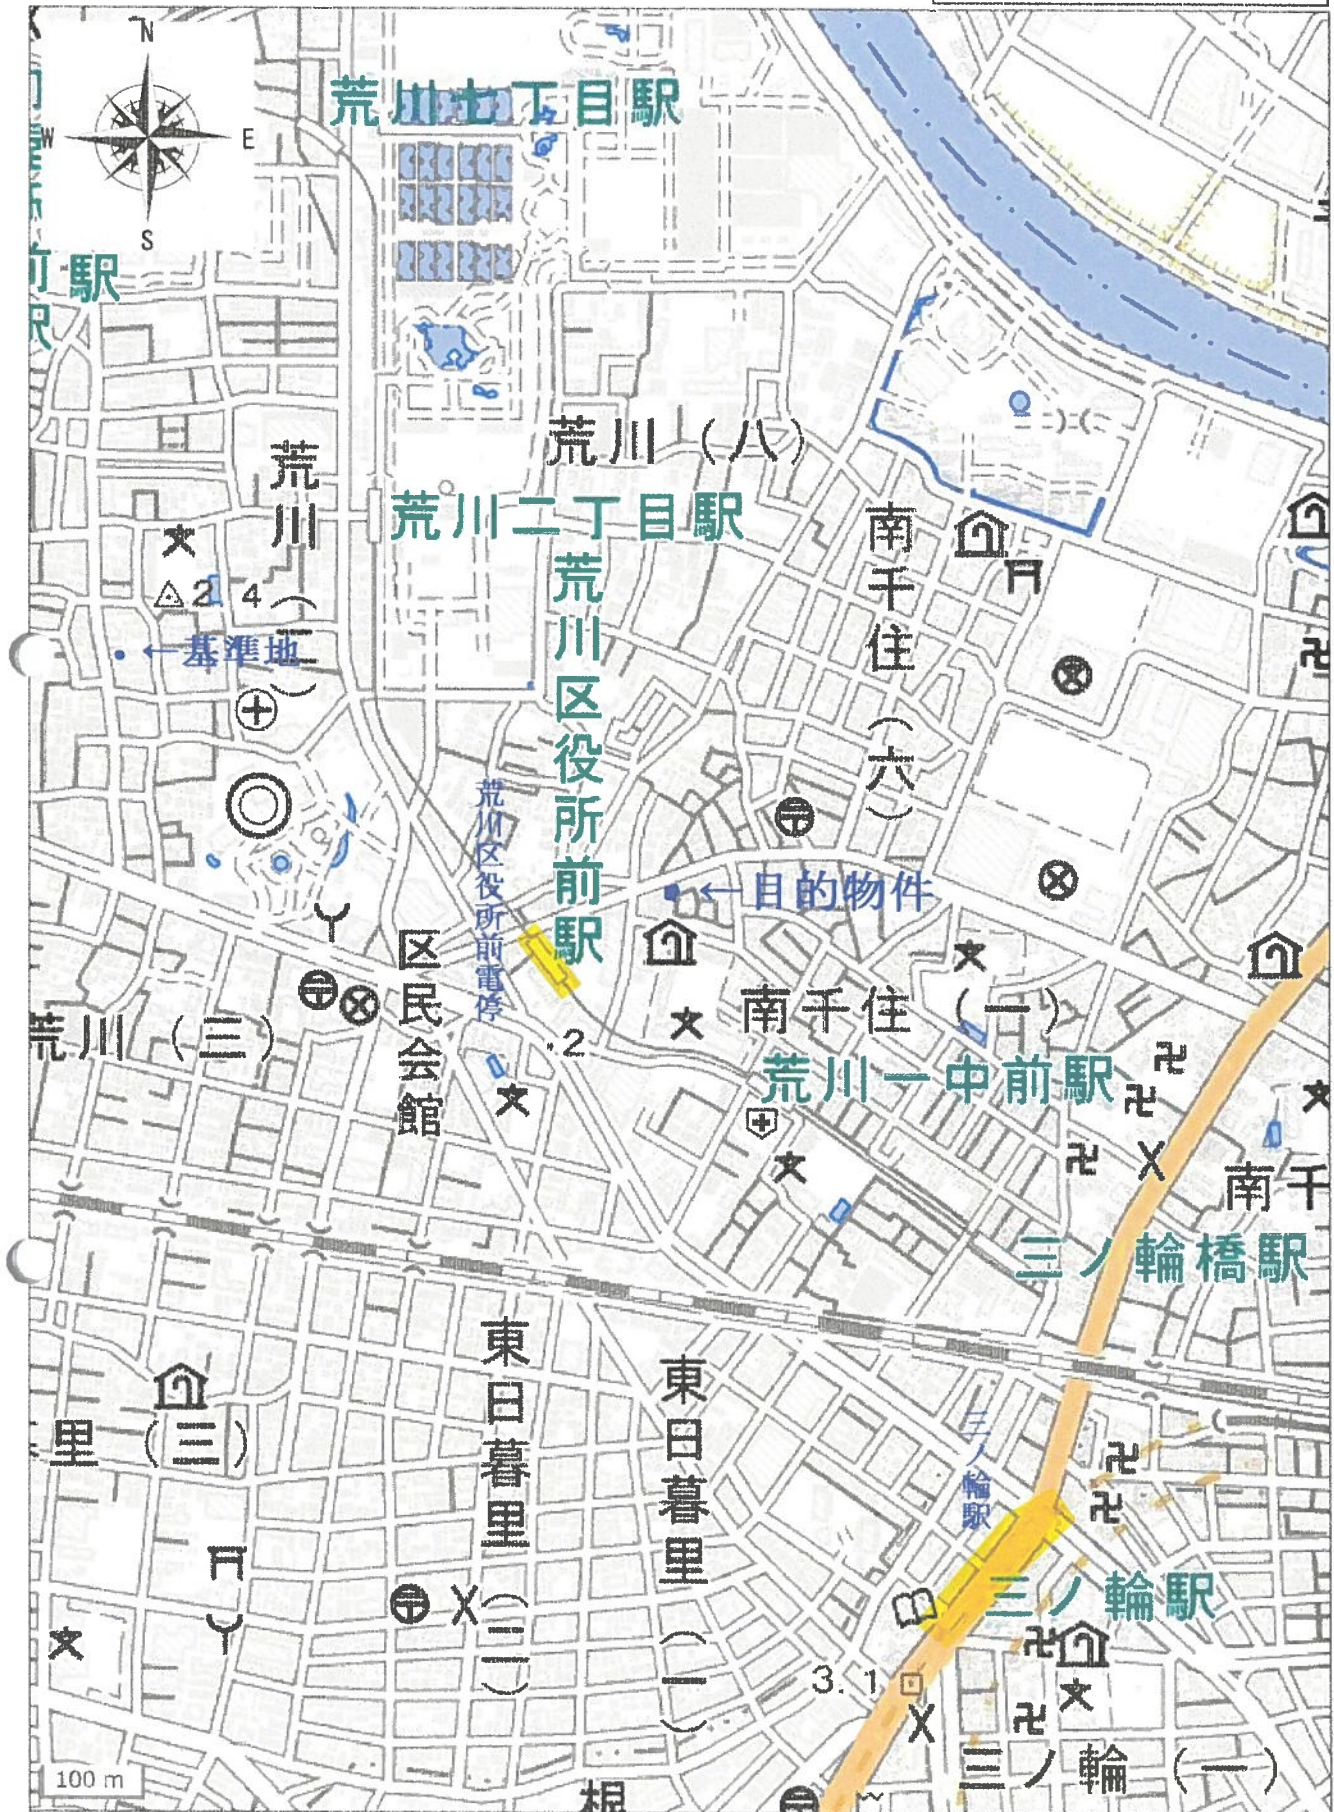 N
W
E
S
荒川七丁目駅
前駅
駅
荒川（八）
荒川（二）
荒川二丁目駅
南千住（六）
荒川区役所前駅
2 4
←基準地
荒川区役所前電停
←目的物件
区民会館
荒川（三）
南千住（一）
.2
荒川一中前駅
南千
三ノ輪橋駅
東日暮里（二）
東日暮里（一）
里（三）
三ノ輪駅
三ノ輪駅
3.1
三ノ輪（一）
100 m
根